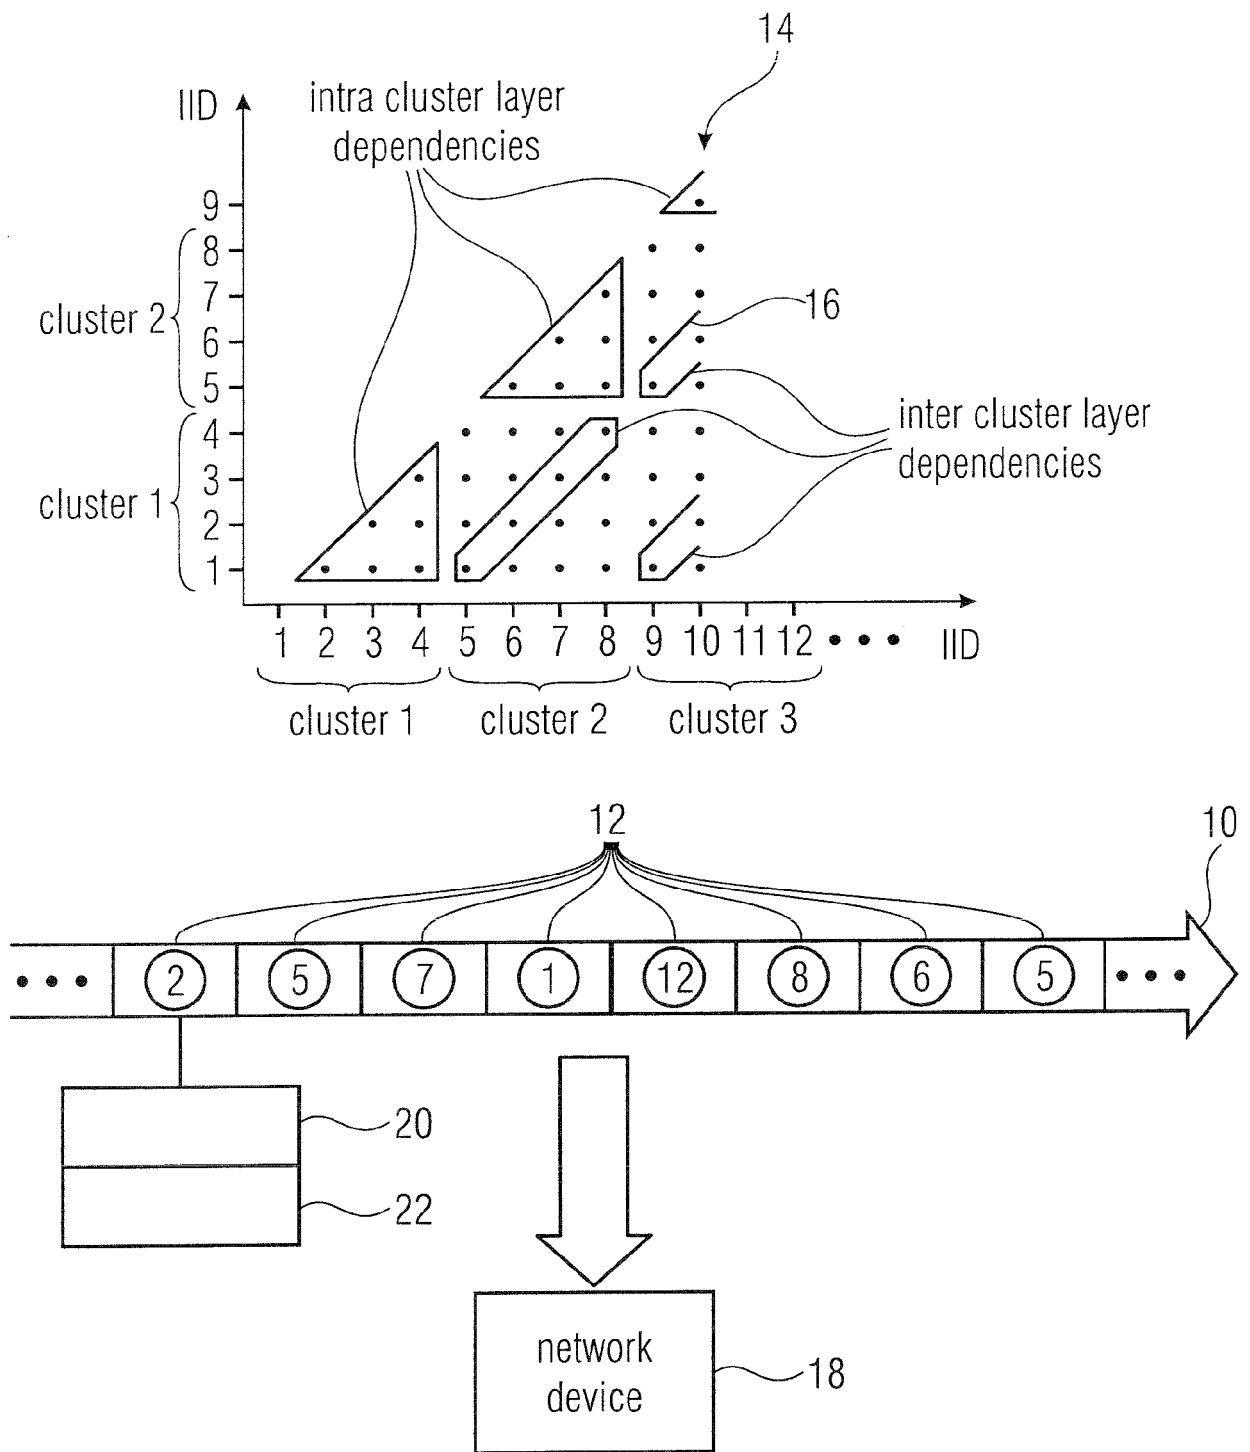 14
IID
intra cluster layer
dependencies
9
8
7
6
5
cluster 2
16
4
3
2
1
cluster 1
inter cluster layer
dependencies
1 2 3 4 5 6 7 8 9 10 11 12 ••• IID
cluster 1 cluster 2 cluster 3
12
10
••• 2 5 7 1 12 8 6 5 •••
20
22
network
device
18